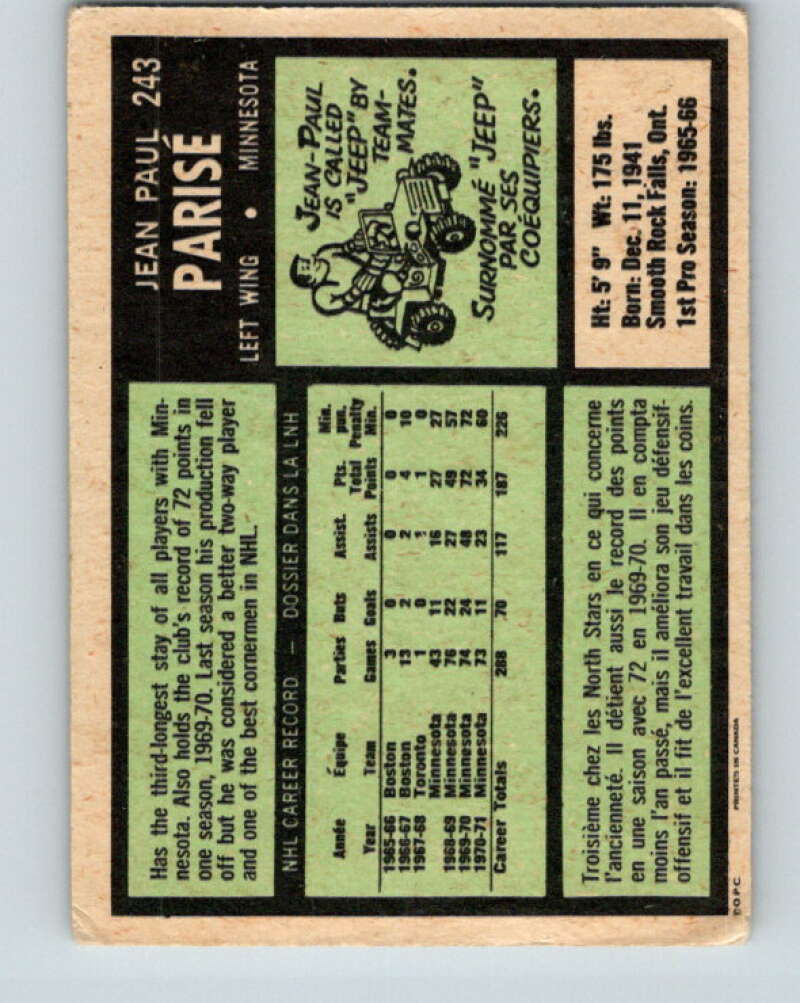 JEAN PAUL 243
PARISÉ
LEFT WING • MINNESOTA
Has the third-longest stay of all players with Min-
nesota. Also holds the club's record of 72 points in
one season, 1969-70. Last season his production fell
off but he was considered a better two-way player
and one of the best cornermen in NHL.
JEAN-PAUL
IS CALLED
"JEEP" BY
TEAM-
MATES.
SURNOMMÉ "JEEP"
PAR SES
COÉQUIPIERS.
NHL CAREER RECORD — DOSSIER DANS LA LNH
Année Équipe Parties Buts Assist. Pts. Total Min. pun. Penalty
Year Team Games Goals Assists Points Min.
1965-66 Boston 3 0 0 0 0
1966-67 Boston 13 2 2 4 10
1967-68 Toronto 1 0 1 1 0
Minnesota 43 11 16 27 27
1968-69 Minnesota 76 22 27 49 57
1969-70 Minnesota 74 24 48 72 72
1970-71 Minnesota 73 11 23 34 60
Career Totals 288 70 117 187 226
Ht: 5' 9" Wt: 175 lbs.
Born: Dec. 11, 1941
Smooth Rock Falls, Ont.
1st Pro Season: 1965-66
Troisième chez les North Stars en ce qui concerne
l'ancienneté. Il détient aussi le record des points
en une saison avec 72 en 1969-70. Il en compta
moins l'an passé, mais il améliora son jeu défensif-
offensif et il fit de l'excellent travail dans les coins.
©O.P.C. PRINTED IN CANADA